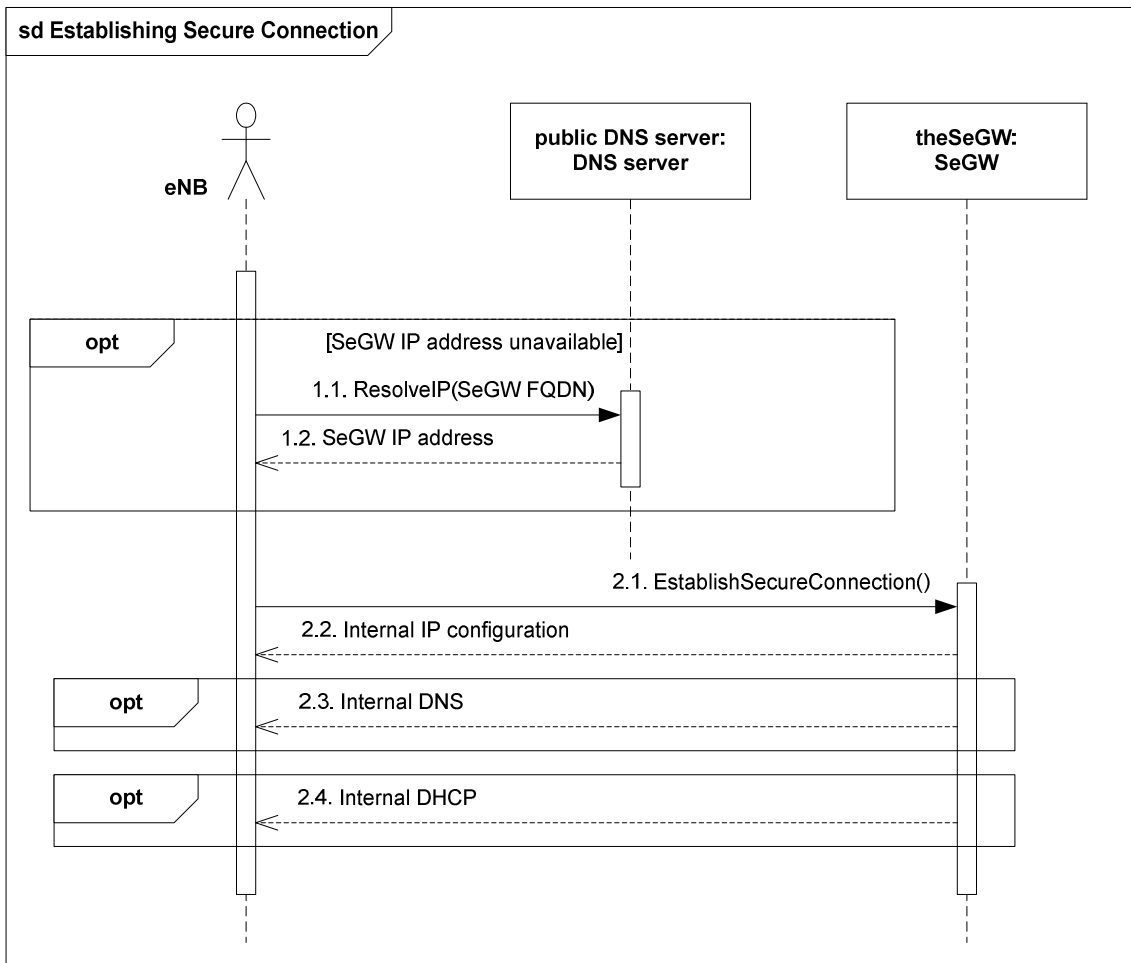 sd Establishing Secure Connection
eNB
public DNS server:
DNS server
theSeGW:
SeGW
opt
[SeGW IP address unavailable]
1.1. ResolveIP(SeGW FQDN)
1.2. SeGW IP address
2.1. EstablishSecureConnection()
2.2. Internal IP configuration
opt
2.3. Internal DNS
opt
2.4. Internal DHCP